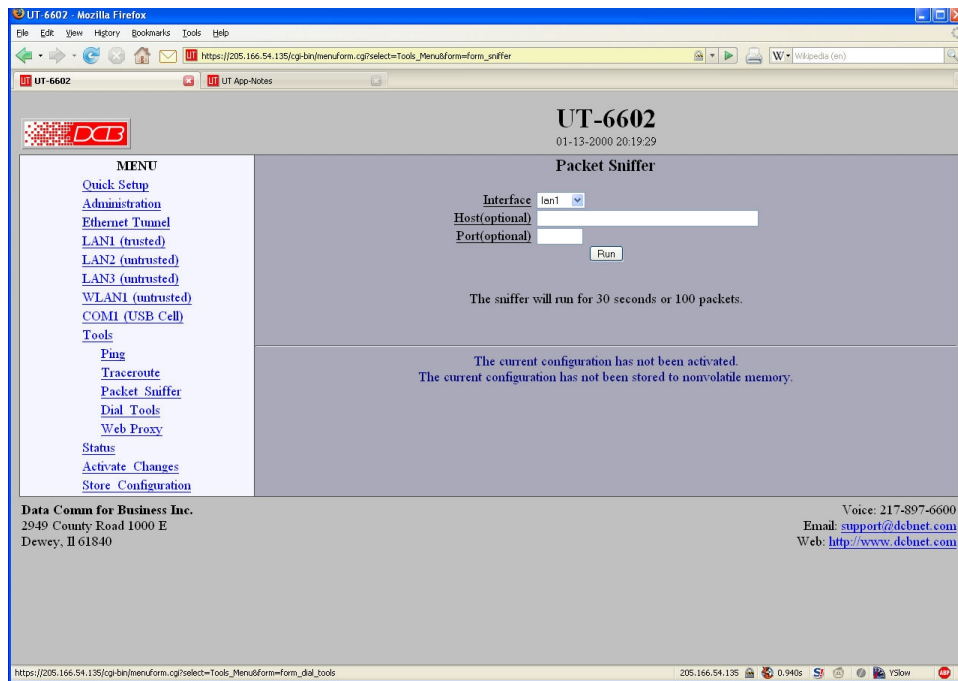 UT-6602 - Mozilla Firefox
File Edit View History Bookmarks Tools Help
UT https://205.166.54.135/cgi-bin/menuform.cgi?select=Tools_Menu&form=form_sniffer W Wikipedia (en)
UT UT-6602 UT UT App-Notes
DCB
UT-6602
01-13-2000 20:19:29
MENU
Quick Setup
Administration
Ethernet Tunnel
LAN1 (trusted)
LAN2 (untrusted)
LAN3 (untrusted)
WLAN1 (untrusted)
COM1 (USB Cell)
Tools
Ping
Traceroute
Packet Sniffer
Dial Tools
Web Proxy
Status
Activate Changes
Store Configuration
Packet Sniffer
Interface lan1
Host(optional)
Port(optional)
Run
The sniffer will run for 30 seconds or 100 packets.
The current configuration has not been activated.
The current configuration has not been stored to nonvolatile memory.
Data Comm for Business Inc.
2949 County Road 1000 E
Dewey, Il 61840
Voice: 217-897-6600
Email: support@dcbnet.com
Web: http://www.dcbnet.com
https://205.166.54.135/cgi-bin/menuform.cgi?select=Tools_Menu&form=form_dial_tools 205.166.54.135 0.940s S YSlow ABP